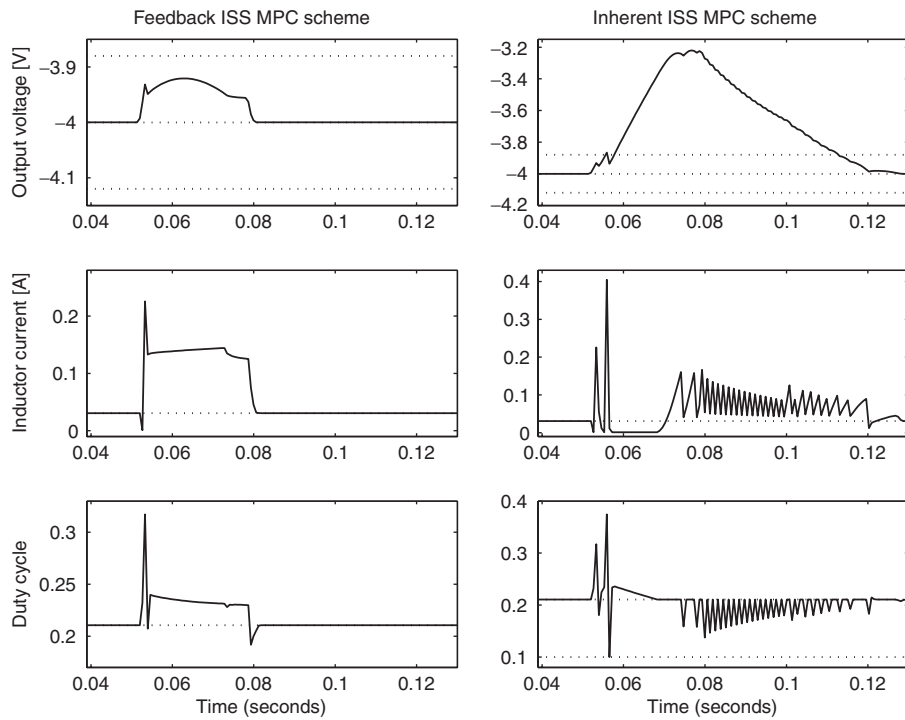 Feedback ISS MPC scheme
Inherent ISS MPC scheme
Output voltage [V]
−3.9
−4
−4.1
0.04 0.06 0.08 0.1 0.12
−3.2
−3.4
−3.6
−3.8
−4
−4.2
0.04 0.06 0.08 0.1 0.12
Inductor current [A]
0.2
0.1
0
0.04 0.06 0.08 0.1 0.12
0.4
0.3
0.2
0.1
0
0.04 0.06 0.08 0.1 0.12
Duty cycle
0.3
0.25
0.2
0.04 0.06 0.08 0.1 0.12
Time (seconds)
0.4
0.3
0.2
0.1
0.04 0.06 0.08 0.1 0.12
Time (seconds)